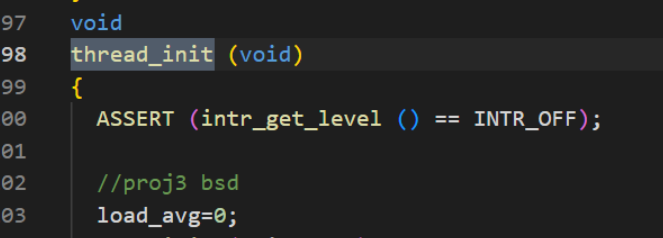 97 void
98 thread_init (void)
99 {
00 ASSERT (intr_get_level () == INTR_OFF);
01
02 //proj3 bsd
03 load_avg=0;